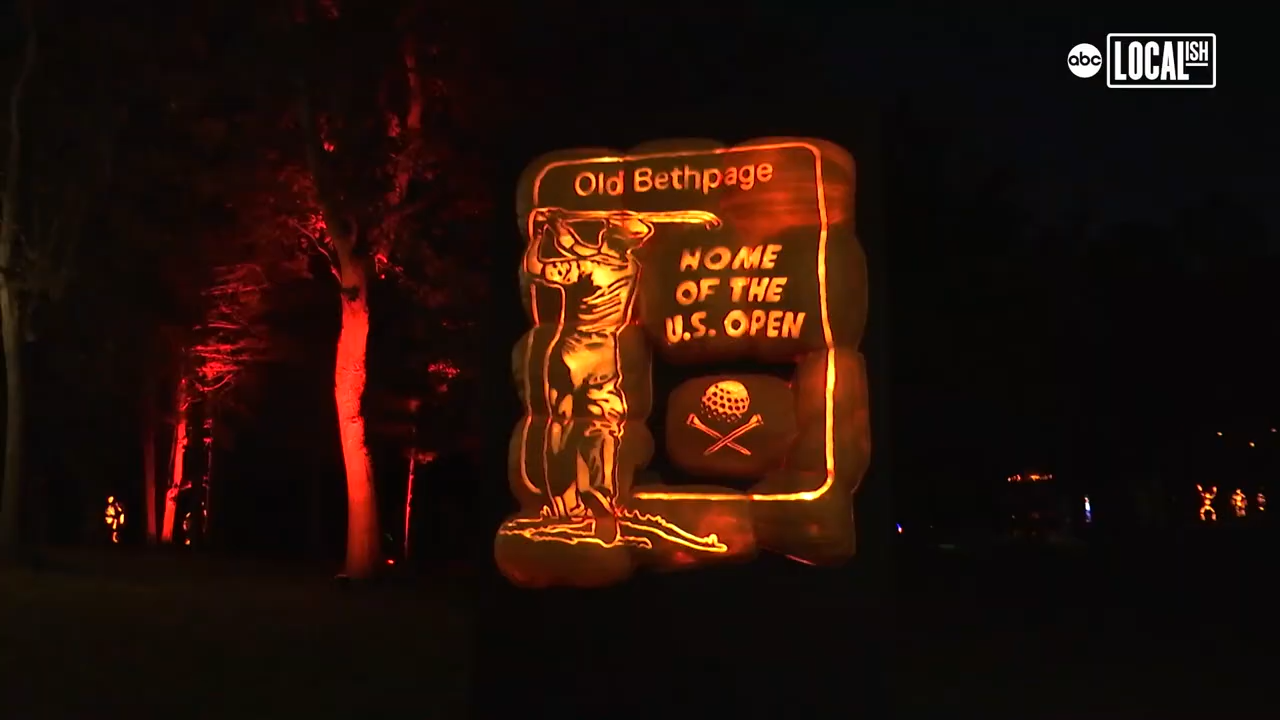 abc LOCALISH
Old Bethpage
HOME
OF THE
U.S. OPEN